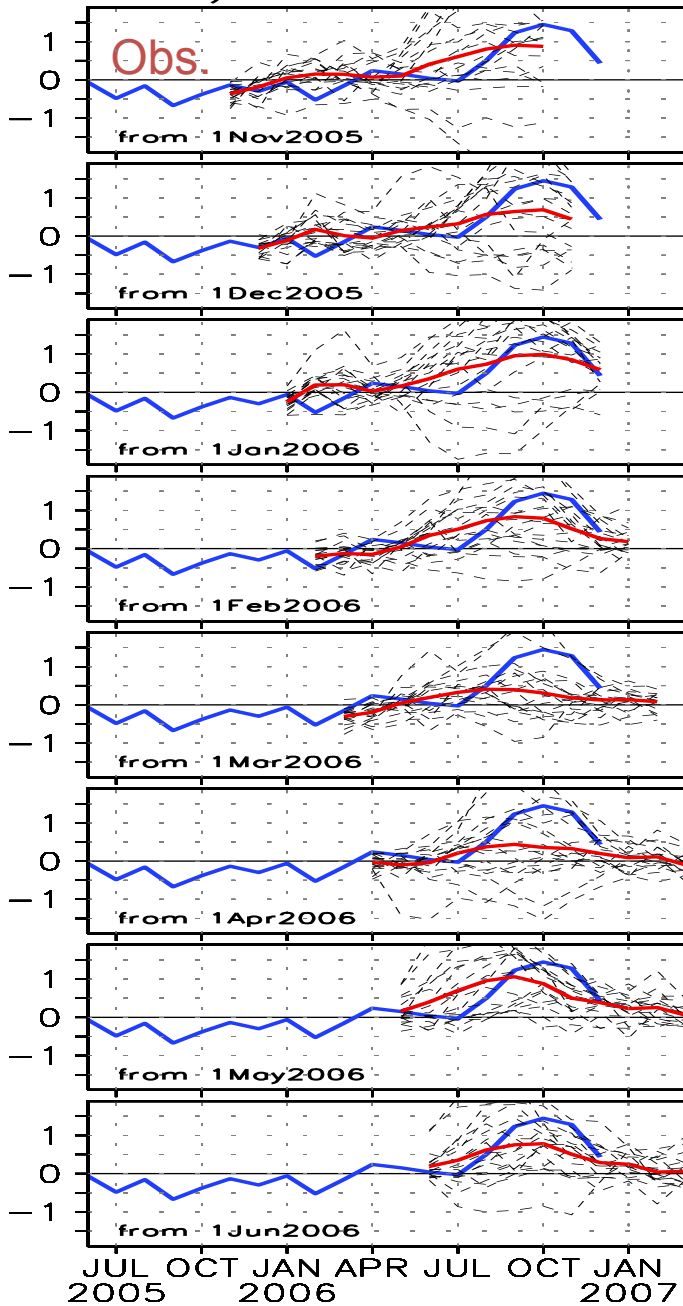 Obs.
1
0
−1
from 1Nov2005
1
0
−1
from 1Dec2005
1
0
−1
from 1Jan2006
1
0
−1
from 1Feb2006
1
0
−1
from 1Mar2006
1
0
−1
from 1Apr2006
1
0
−1
from 1May2006
1
0
−1
from 1Jun2006
JUL OCT JAN APR JUL OCT JAN
2005 2006 2007